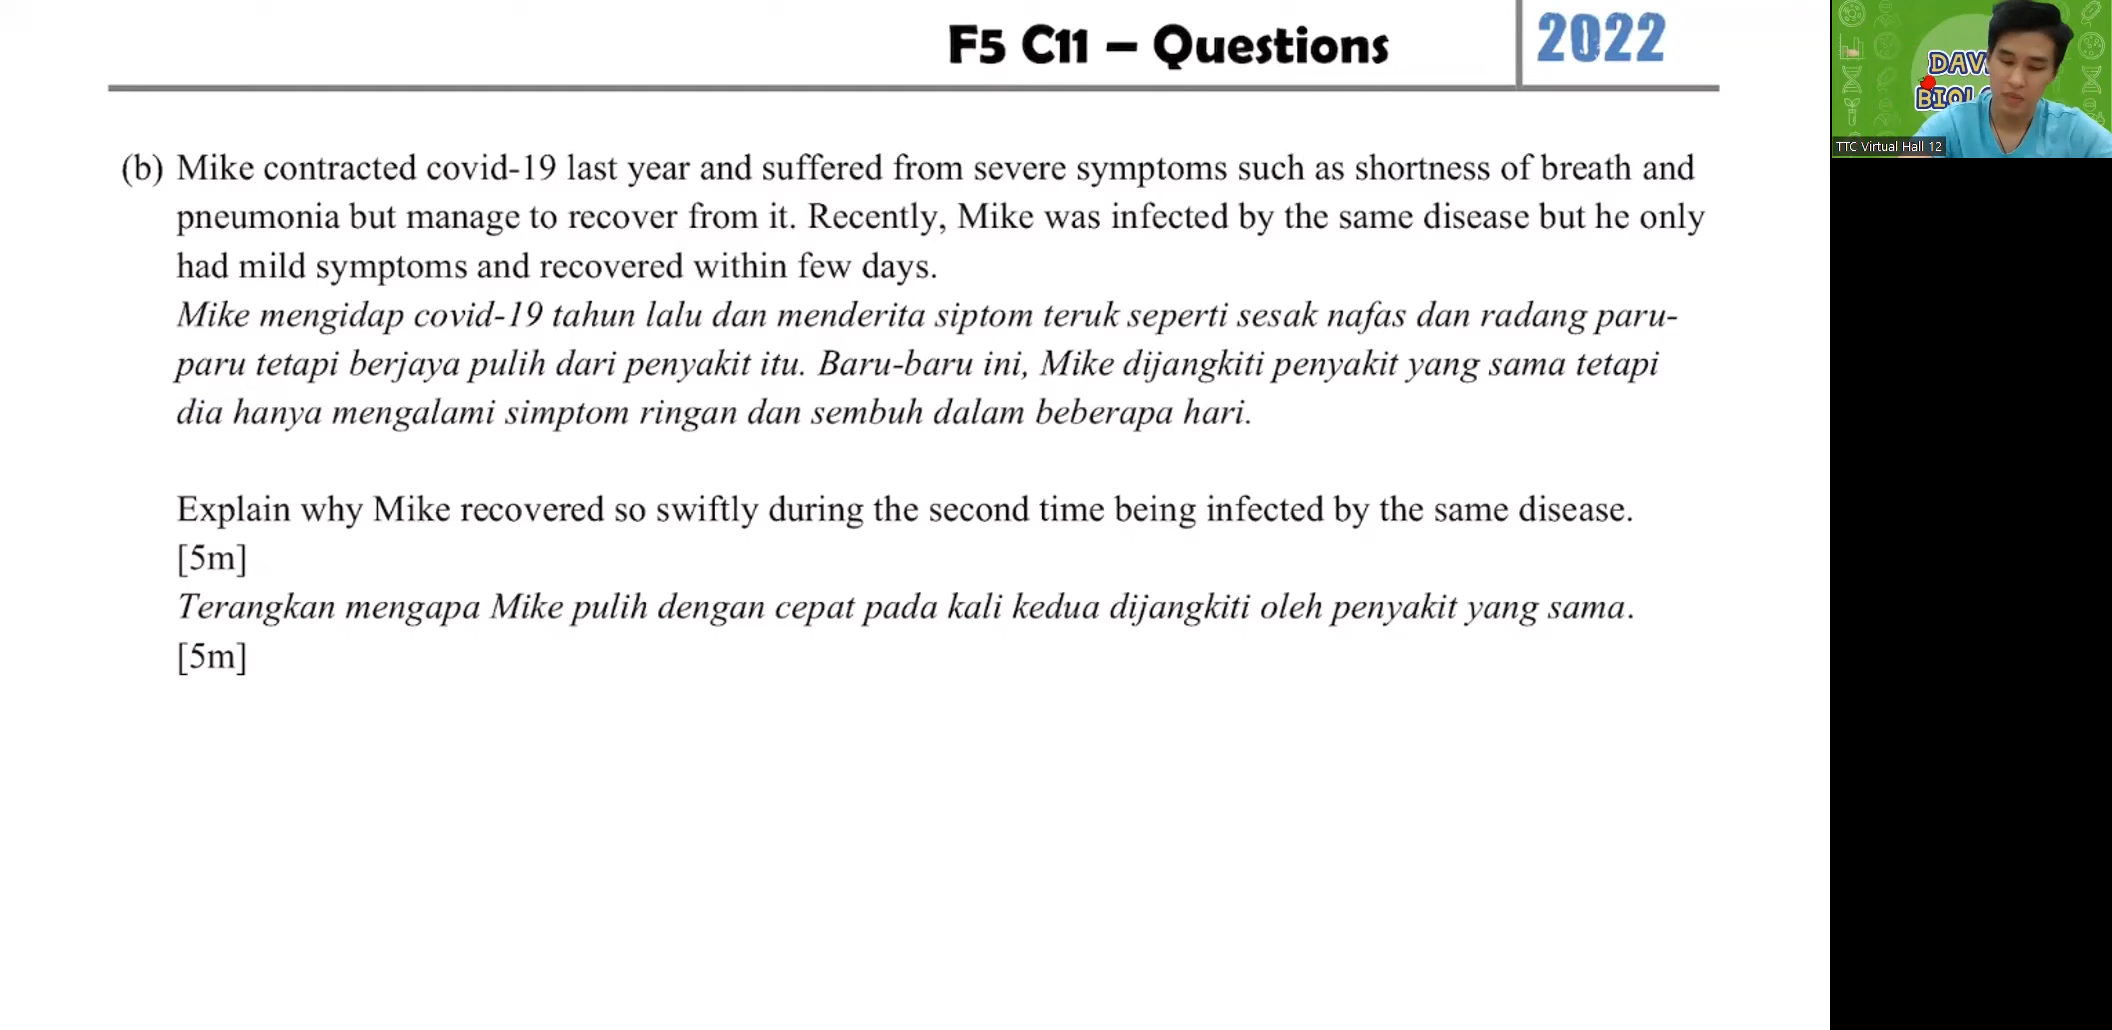 F5 C11 – Questions
2022
(b) Mike contracted covid-19 last year and suffered from severe symptoms such as shortness of breath and
pneumonia but manage to recover from it. Recently, Mike was infected by the same disease but he only
had mild symptoms and recovered within few days.
Mike mengidap covid-19 tahun lalu dan menderita siptom teruk seperti sesak nafas dan radang paru-
paru tetapi berjaya pulih dari penyakit itu. Baru-baru ini, Mike dijangkiti penyakit yang sama tetapi
dia hanya mengalami simptom ringan dan sembuh dalam beberapa hari.
Explain why Mike recovered so swiftly during the second time being infected by the same disease.
[5m]
Terangkan mengapa Mike pulih dengan cepat pada kali kedua dijangkiti oleh penyakit yang sama.
[5m]
DAV
BIOL
TTC Virtual Hall 12